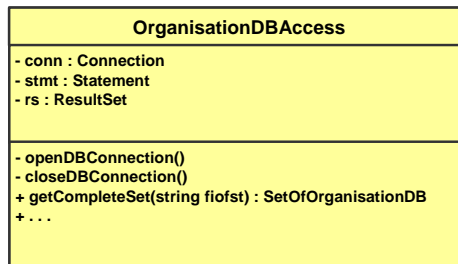 OrganisationDBAccess
- conn : Connection
- stmt : Statement
- rs : ResultSet
- openDBConnection()
- closeDBConnection()
+ getCompleteSet(string fiofst) : SetOfOrganisationDB
+ . . .